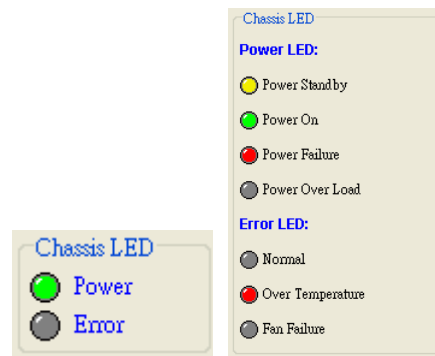 Chassis LED
Power
Error
Chassis LED
Power LED:
Power Standby
Power On
Power Failure
Power Over Load
Error LED:
Normal
Over Temperature
Fan Failure